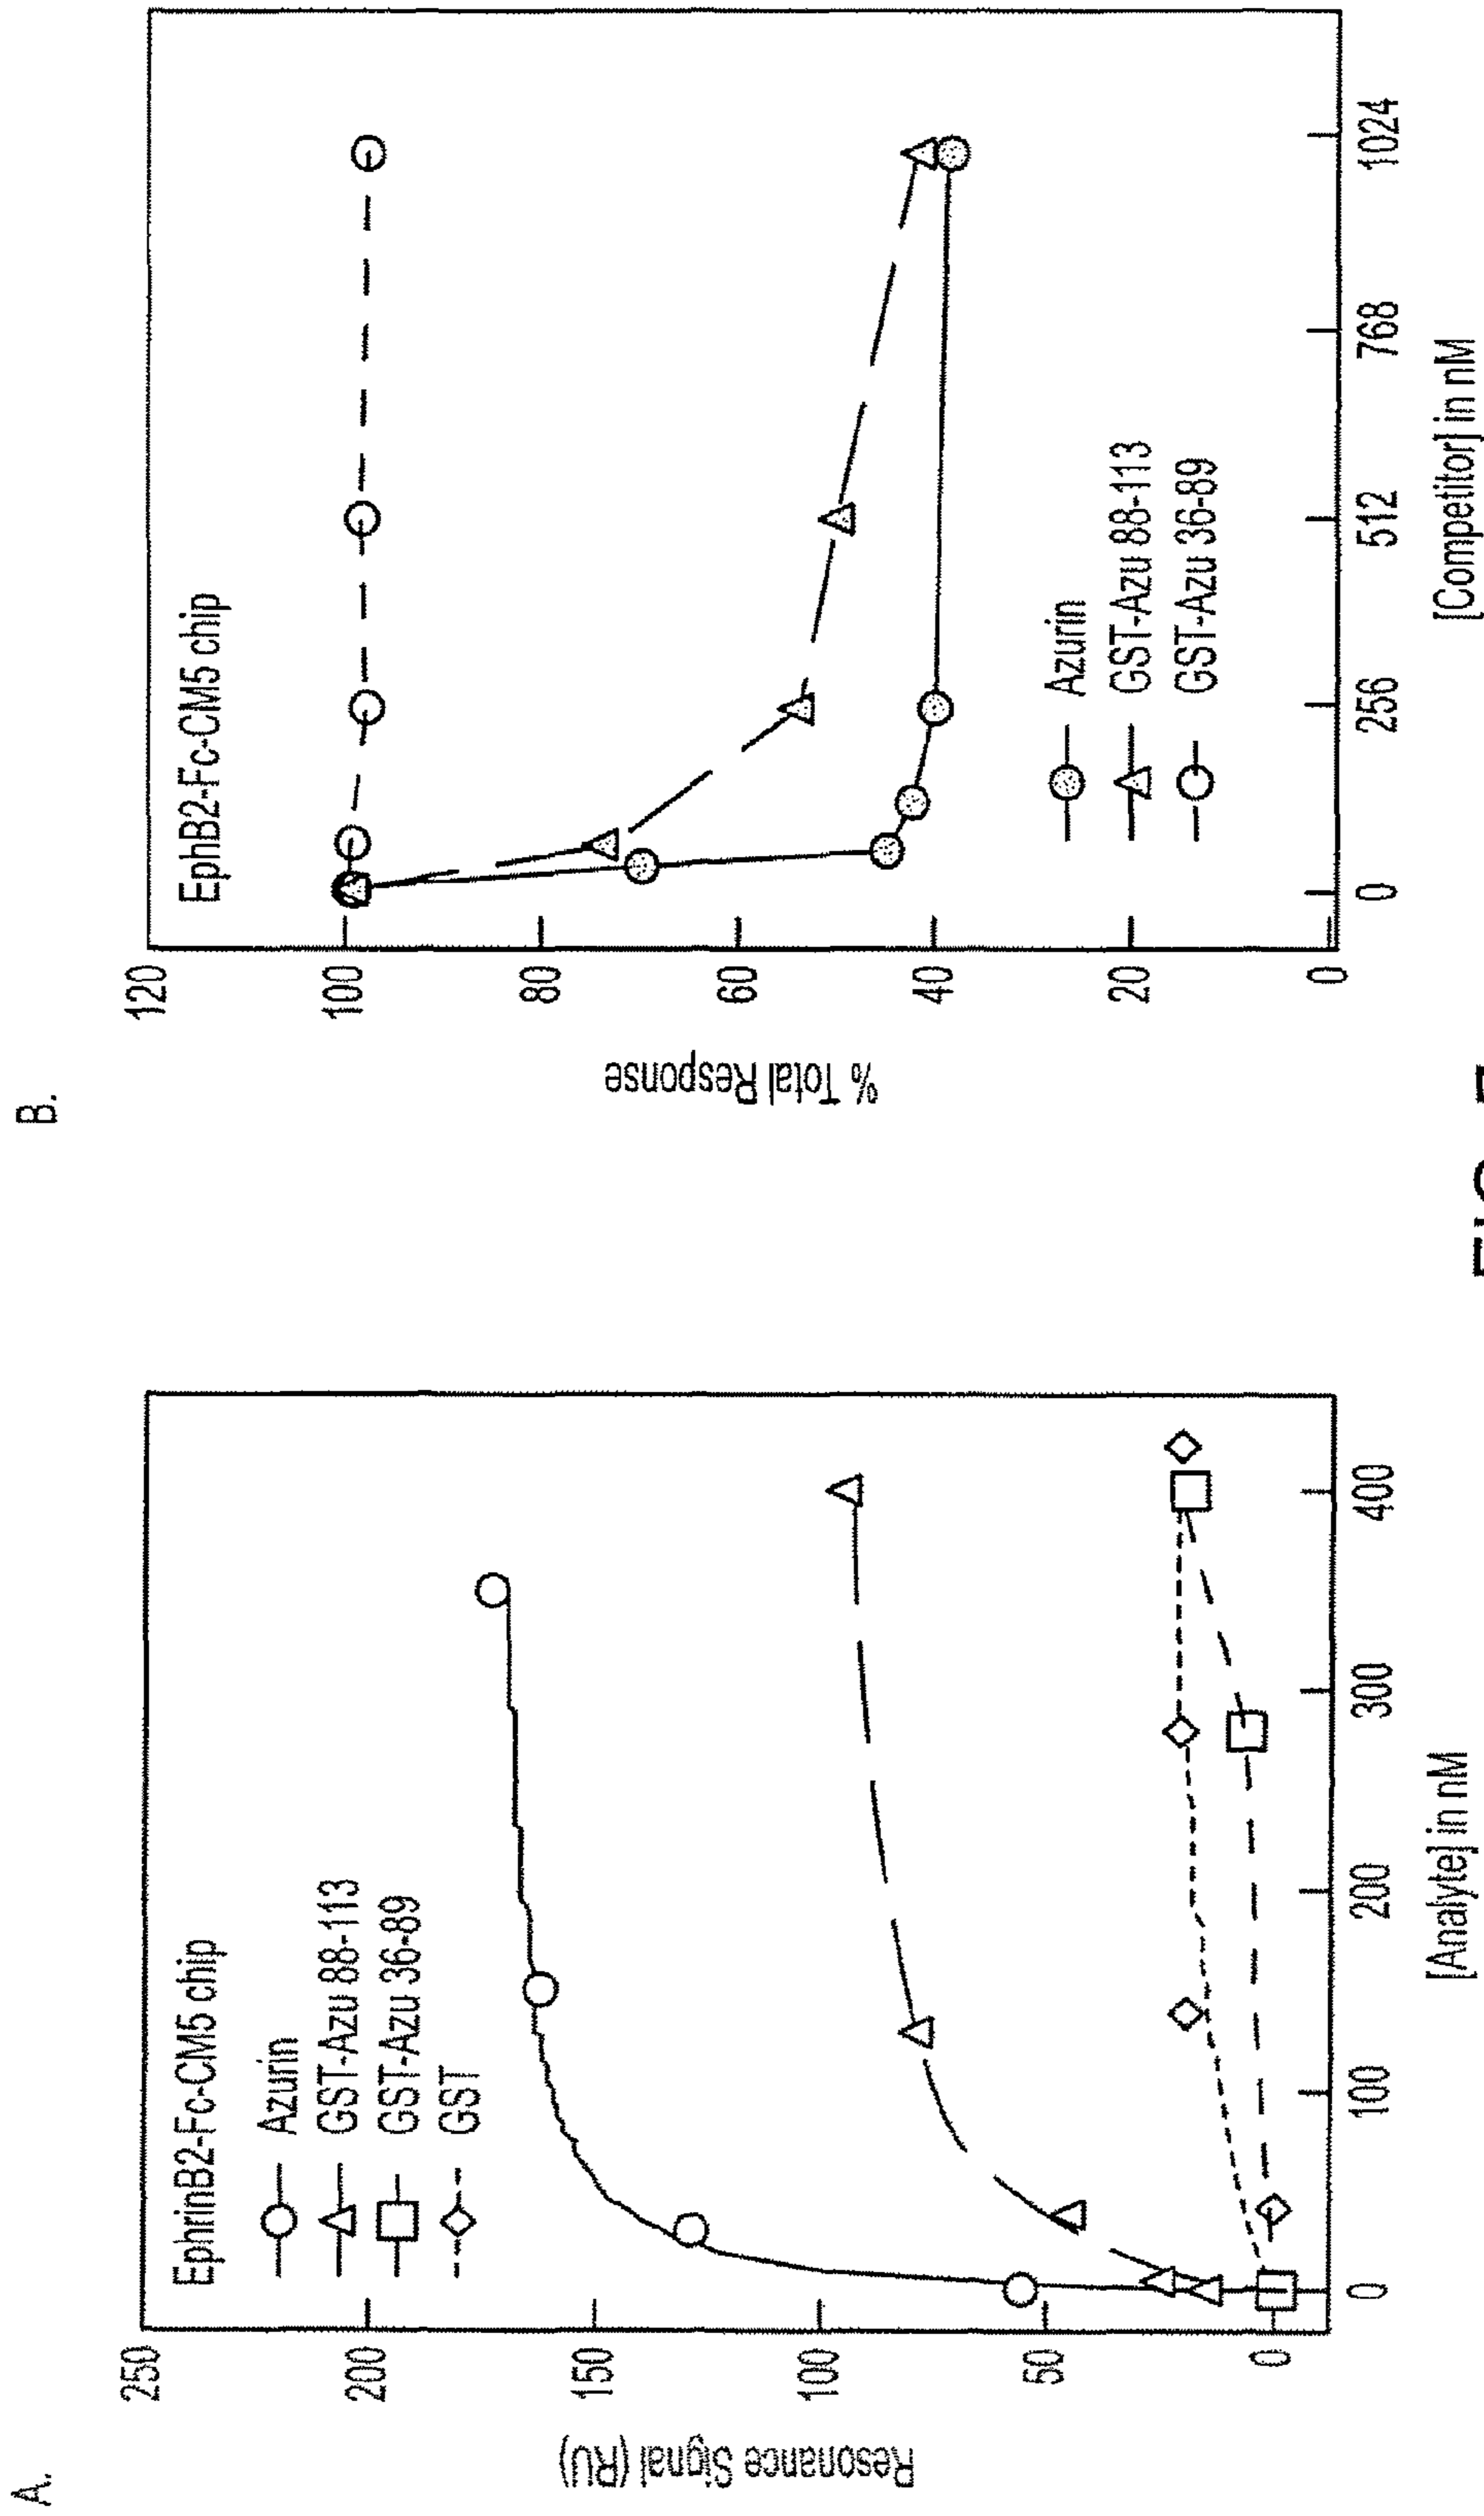 A.
EphrinB2-Fc-CM5 chip
Azurin
GST-Azu 88-113
GST-Azu 36-89
GST
250
200
150
100
50
0
Resonance Signal (RU)
0
100
200
300
400
[Analyte] in nM
B.
EphB2-Fc-CM5 chip
Azurin
GST-Azu 88-113
GST-Azu 36-89
120
100
80
60
40
20
0
% Total Response
0
256
512
768
1024
[Competitor] in nM